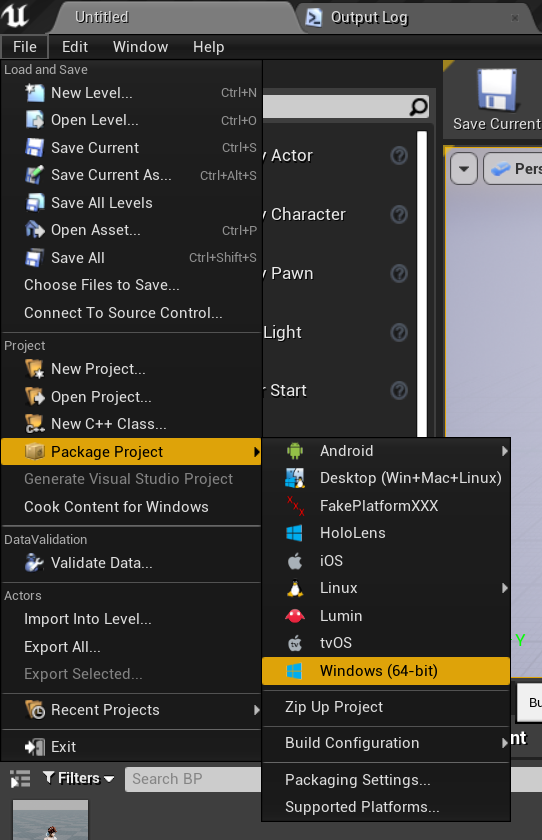 Untitled
Output Log
File Edit Window Help
Load and Save
New Level... Ctrl+N
Open Level... Ctrl+O
Save Current Ctrl+S
Save Current As... Ctrl+Alt+S
Save All Levels
Open Asset... Ctrl+P
Save All Ctrl+Shift+S
Choose Files to Save...
Connect To Source Control...
Project
New Project...
Open Project...
New C++ Class...
Package Project
Generate Visual Studio Project
Cook Content for Windows
DataValidation
Validate Data...
Actors
Import Into Level...
Export All...
Export Selected...
Recent Projects
Exit
Android
Desktop (Win+Mac+Linux)
XXX
FakePlatformXXX
HoloLens
iOS
Linux
Lumin
tvOS
tv
Windows (64-bit)
Zip Up Project
Build Configuration
Packaging Settings...
Supported Platforms...
y Actor
y Character
y Pawn
Light
r Start
Save Current
Pers
Y
Bu
nt
Filters
Search BP